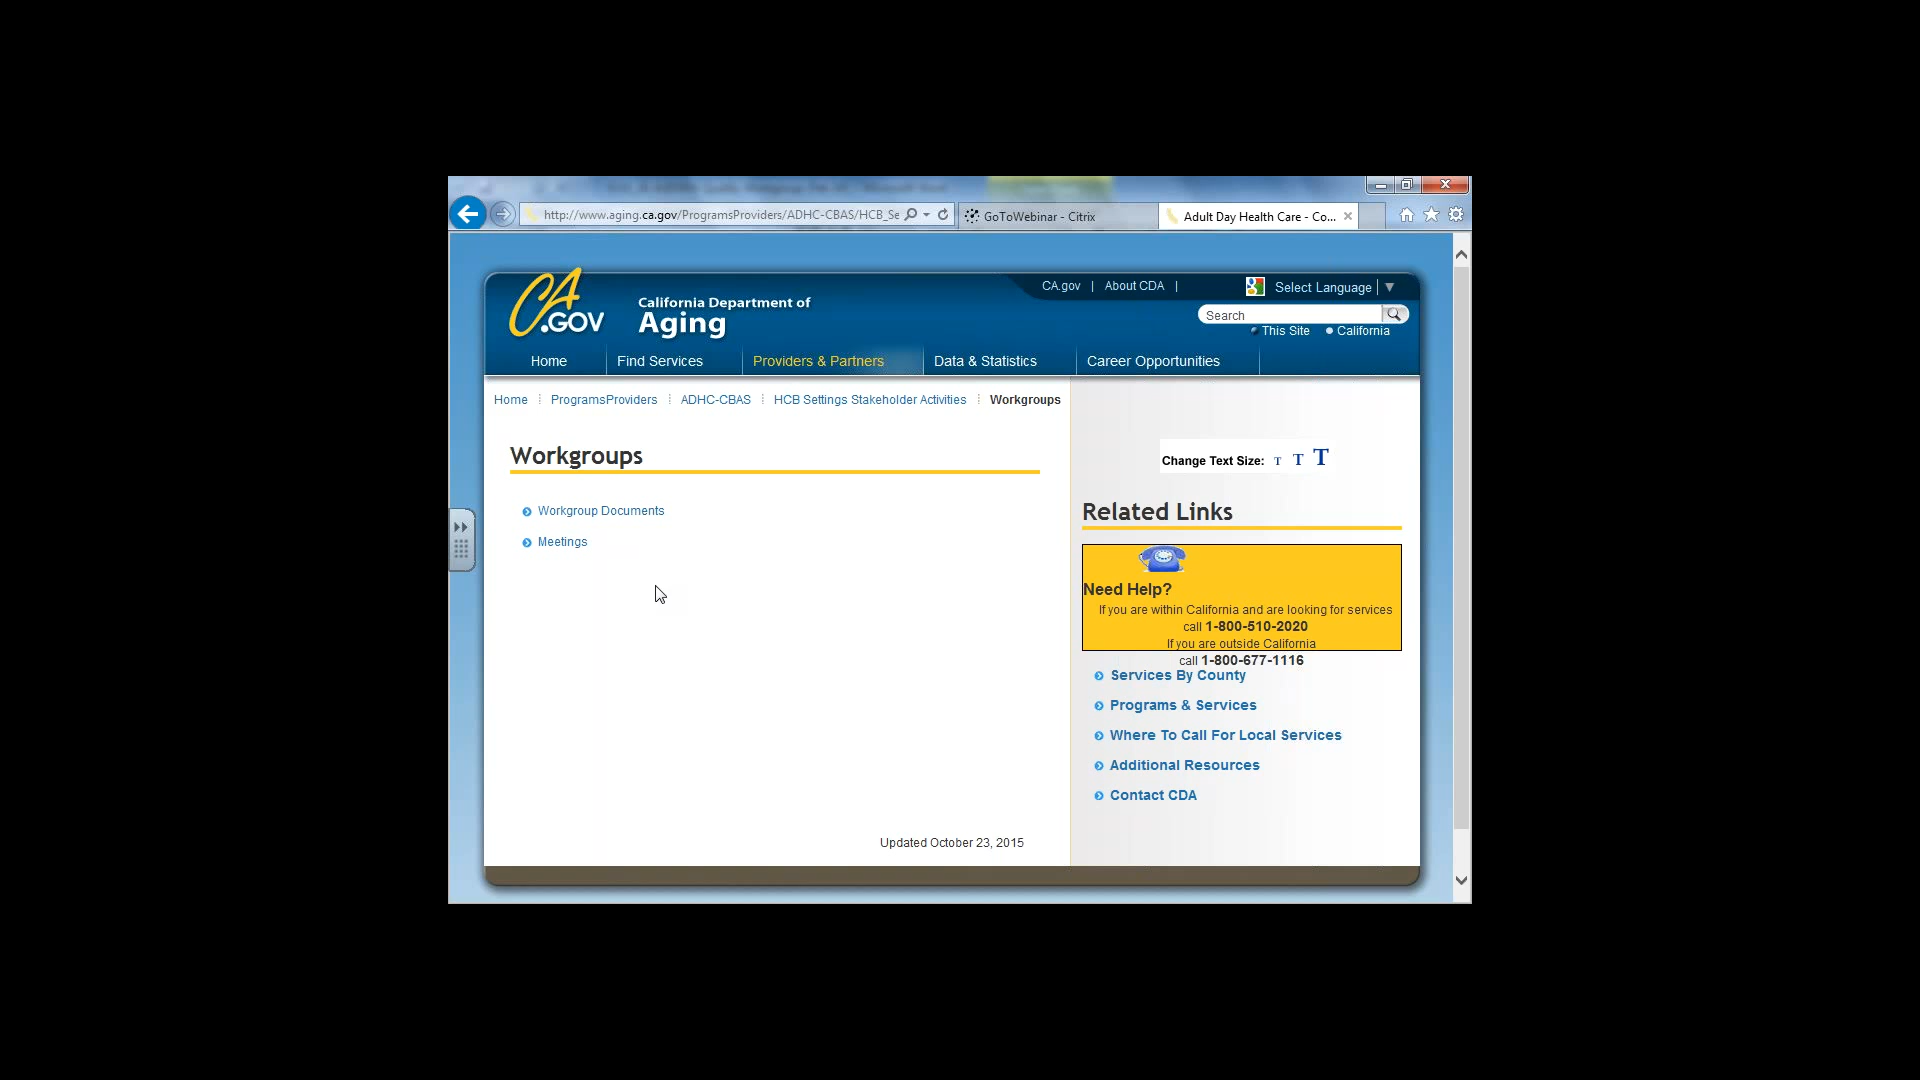 http://www.aging.ca.gov/ProgramsProviders/ADHC-CBAS/HCB_Se
GoToWebinar - Citrix
Adult Day Health Care - Co...
CA.gov | About CDA |
Select Language
CA.GOV
California Department of
Aging
Search
This Site California
Home
Find Services
Providers & Partners
Data & Statistics
Career Opportunities
Home ProgramsProviders ADHC-CBAS HCB Settings Stakeholder Activities Workgroups
Workgroups
Workgroup Documents
Meetings
Updated October 23, 2015
Change Text Size: T T T
Related Links
Need Help?
If you are within California and are looking for services
call 1-800-510-2020
If you are outside California
call 1-800-677-1116
Services By County
Programs & Services
Where To Call For Local Services
Additional Resources
Contact CDA